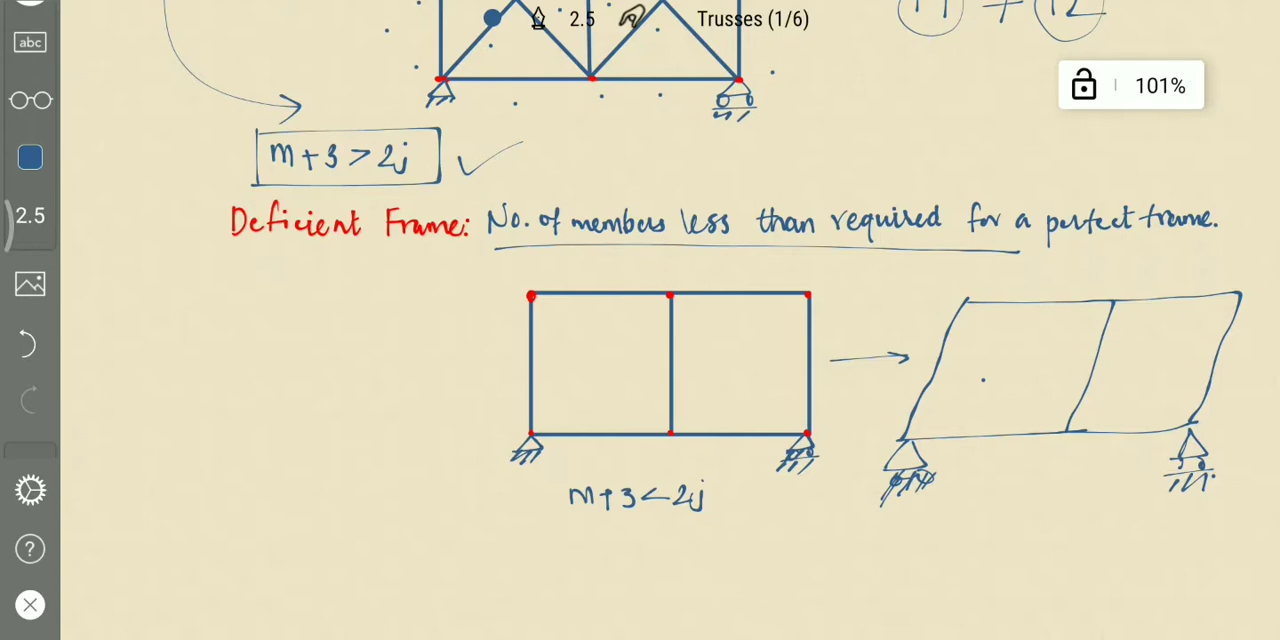 abc
2.5
Trusses (1/6)
+ 12
101%
m+3 > 2j
Deficient Frame: No. of members less than required for a perfect frame.
2.5
m+3 < 2j
?